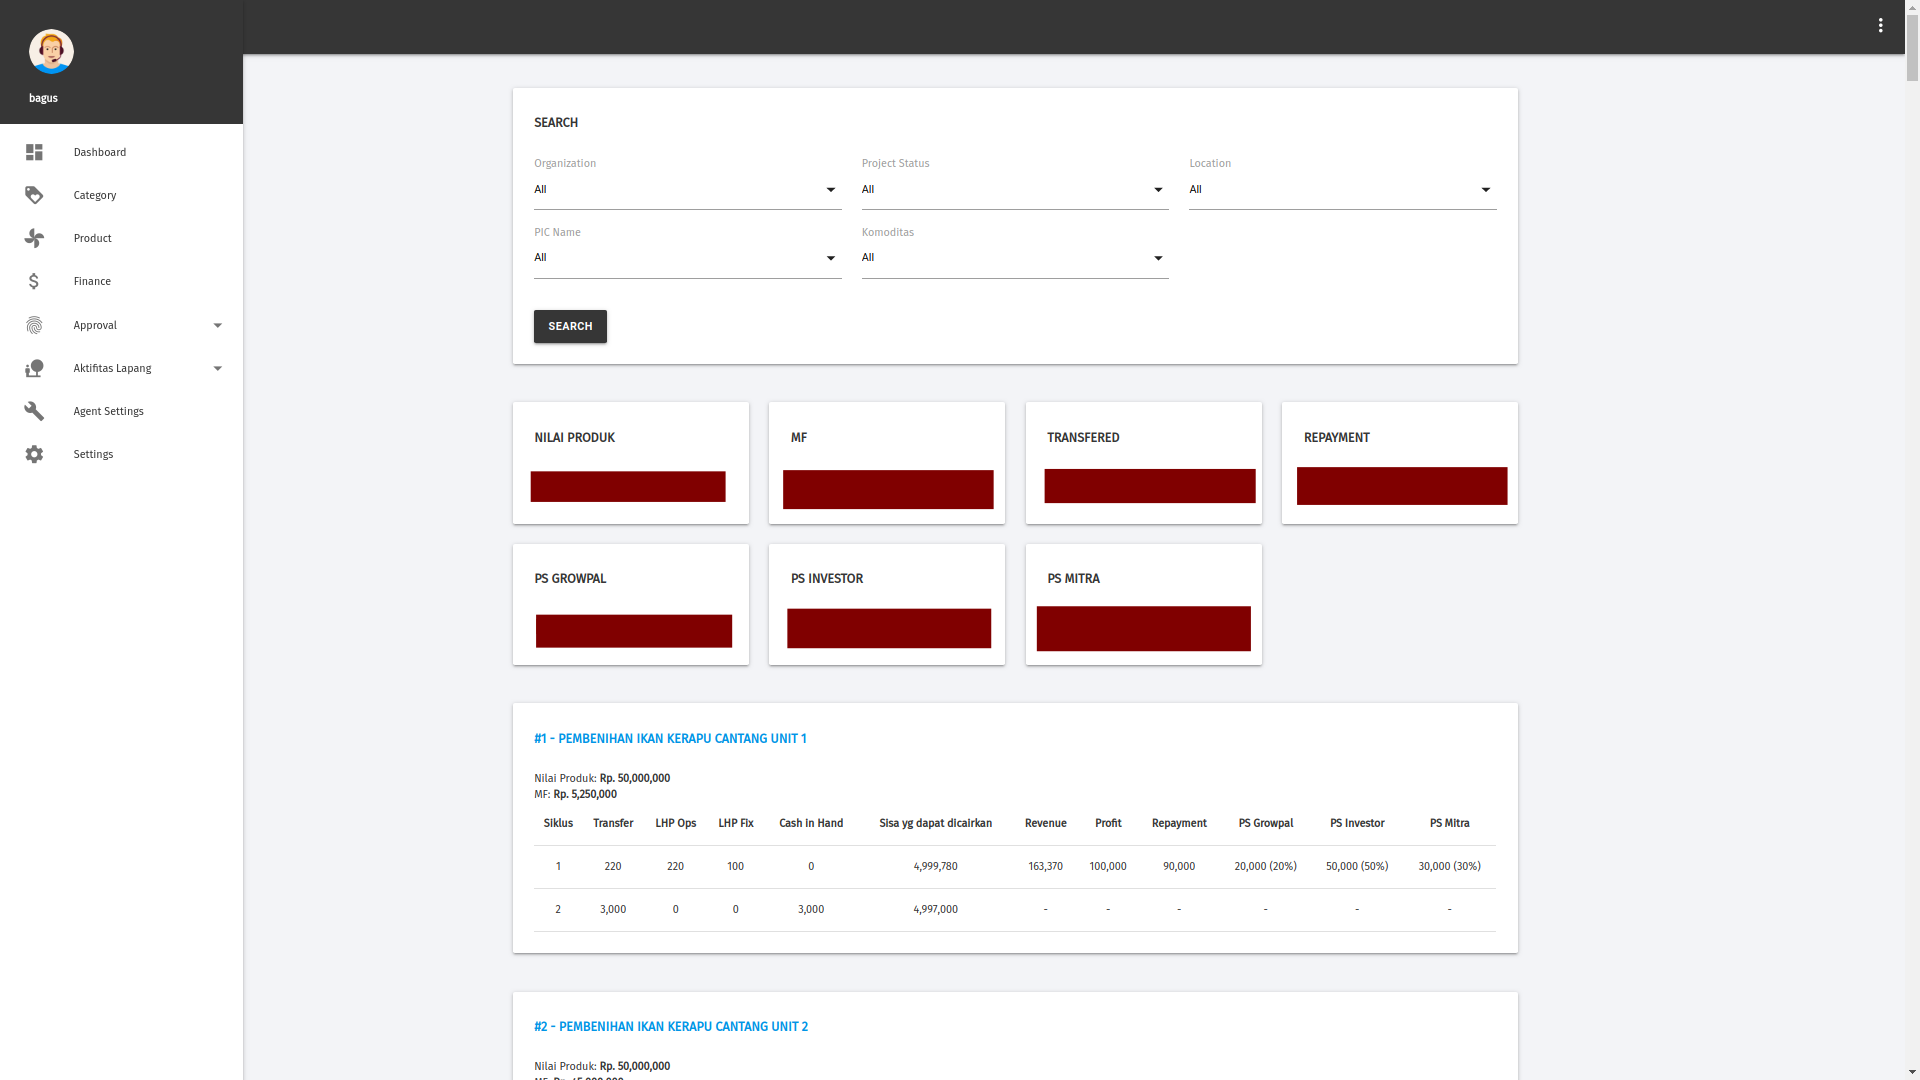 bagus
Dashboard
Category
Product
Finance
Approval
Aktifitas Lapang
Agent Settings
Settings
SEARCH
Organization Project Status Location
All All All
PIC Name Komoditas
All All
SEARCH
NILAI PRODUK MF TRANSFERED REPAYMENT
PS GROWPAL PS INVESTOR PS MITRA
#1 - PEMBENIHAN IKAN KERAPU CANTANG UNIT 1
Nilai Produk: Rp. 50,000,000
MF: Rp. 5,250,000
Siklus Transfer LHP Ops LHP Fix Cash in Hand Sisa yg dapat dicairkan Revenue Profit Repayment PS Growpal PS Investor PS Mitra
1 220 220 100 0 4,999,780 163,370 100,000 90,000 20,000 (20%) 50,000 (50%) 30,000 (30%)
2 3,000 0 0 3,000 4,997,000 - - - - - -
#2 - PEMBENIHAN IKAN KERAPU CANTANG UNIT 2
Nilai Produk: Rp. 50,000,000